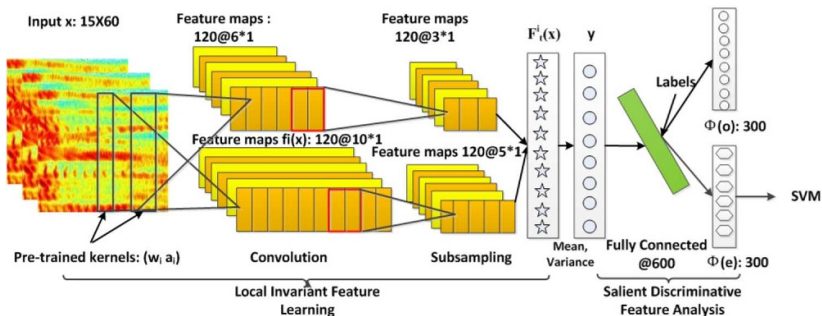 Input x: 15X60
Feature maps :
120@6*1
Feature maps
120@3*1
Fᵢₜ(x)
y
Labels
Φ(o): 300
Feature maps fi(x): 120@10*1
Feature maps 120@5*1
SVM
Pre-trained kernels: (wᵢ aᵢ)
Convolution
Subsampling
Mean,
Variance
Fully Connected
@600
Φ(e): 300
Local Invariant Feature
Learning
Salient Discriminative
Feature Analysis